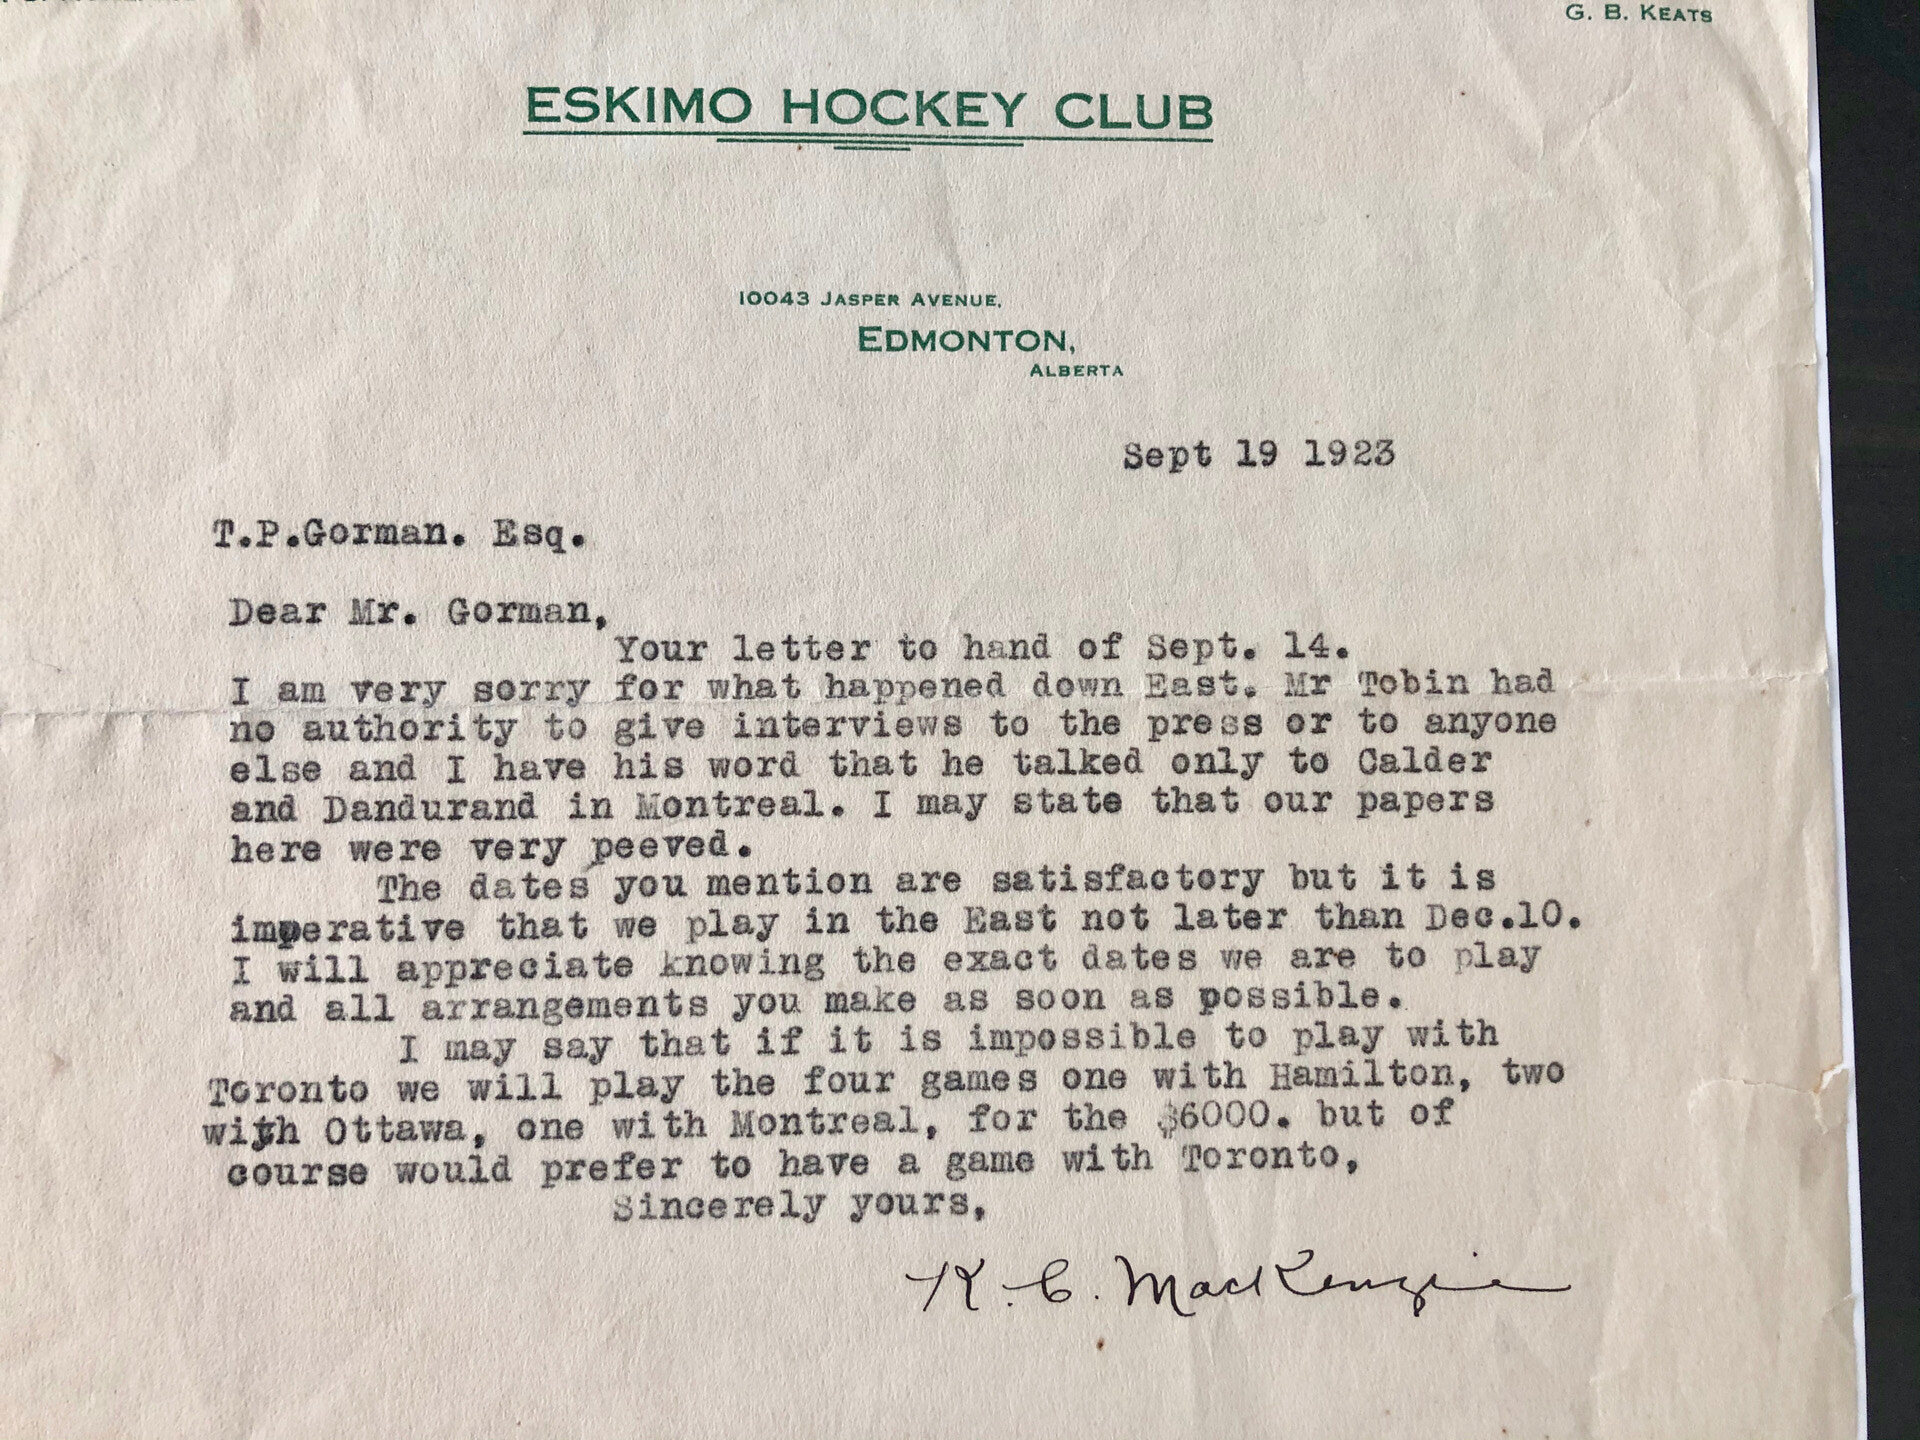 G. B. KEATS
ESKIMO HOCKEY CLUB
10043 JASPER AVENUE,
EDMONTON,
ALBERTA
Sept 19 1923
T.P.Gorman. Esq.
Dear Mr. Gorman,
Your letter to hand of Sept. 14.
I am very sorry for what happened down East. Mr Tobin had
no authority to give interviews to the press or to anyone
else and I have his word that he talked only to Calder
and Dandurand in Montreal. I may state that our papers
here were very peeved.
The dates you mention are satisfactory but it is
imperative that we play in the East not later than Dec.10.
I will appreciate knowing the exact dates we are to play
and all arrangements you make as soon as possible.
I may say that if it is impossible to play with
Toronto we will play the four games one with Hamilton, two
with Ottawa, one with Montreal, for the $6000. but of
course would prefer to have a game with Toronto,
Sincerely yours,
K. C. MacKenzie